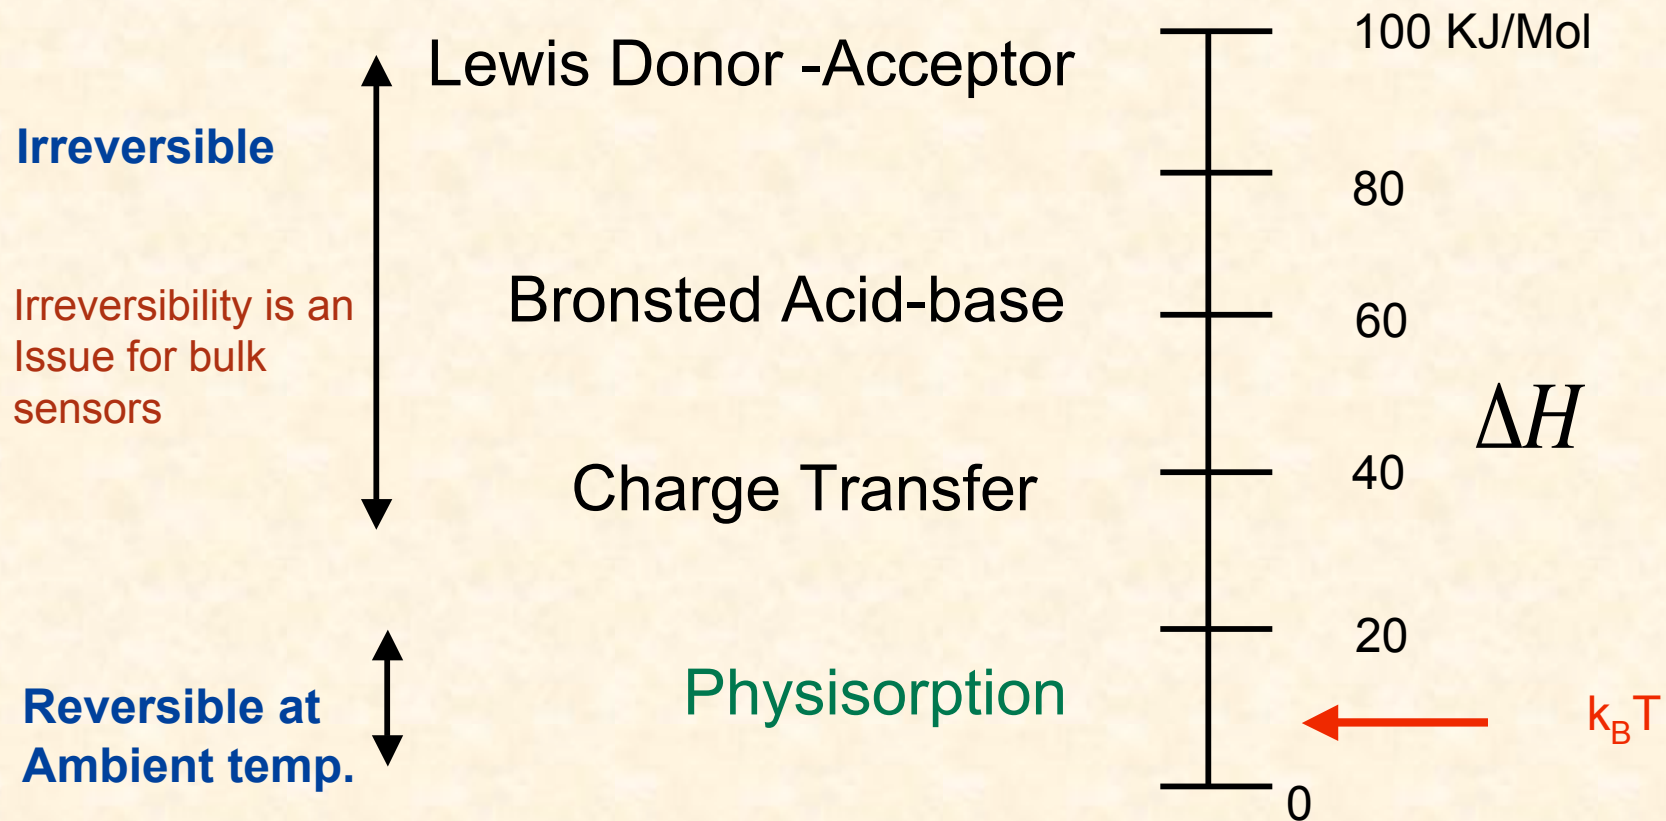 Lewis Donor -Acceptor
100 KJ/Mol
Irreversible
80
Irreversibility is an
Issue for bulk
sensors
Bronsted Acid-base
60
ΔH
Charge Transfer
40
20
Physisorption
Reversible at
Ambient temp.
k_BT
0